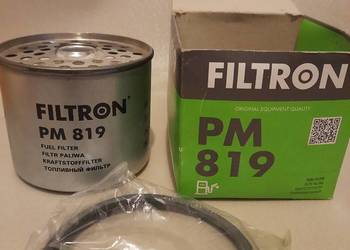 FILTRON®
PM 819
FUEL FILTER
FILTR PALIWA
KRAFTSTOFFFILTER
ТОПЛИВНЫЙ ФИЛЬТР
FILTRON
ORIGINAL EQUIPMENT QUALITY
PM
819